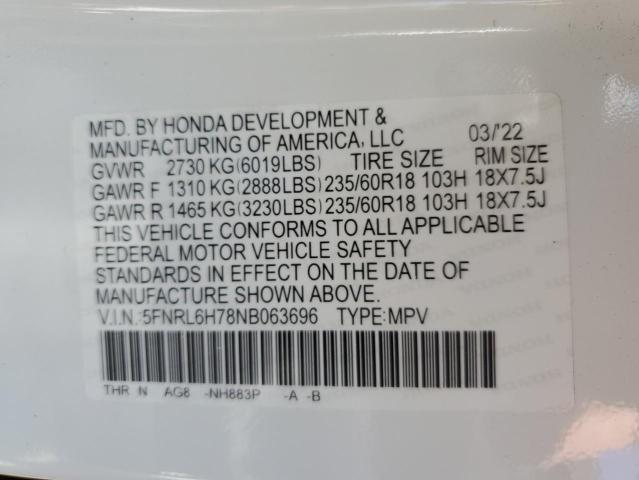 MFD. BY HONDA DEVELOPMENT &
MANUFACTURING OF AMERICA, LLC 03/'22
GVWR 2730 KG(6019LBS) TIRE SIZE RIM SIZE
GAWR F 1310 KG(2888LBS) 235/60R18 103H 18X7.5J
GAWR R 1465 KG(3230LBS) 235/60R18 103H 18X7.5J
THIS VEHICLE CONFORMS TO ALL APPLICABLE
FEDERAL MOTOR VEHICLE SAFETY
STANDARDS IN EFFECT ON THE DATE OF
MANUFACTURE SHOWN ABOVE.
V.I.N.:5FNRL6H78NB063696 TYPE:MPV
THR N AG8 -NH883P -A -B